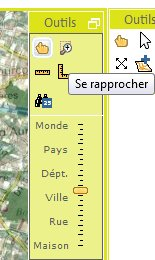 Outils
Outils
Se rapprocher
25
Monde
Pays
Dépt.
Ville
Rue
Maison